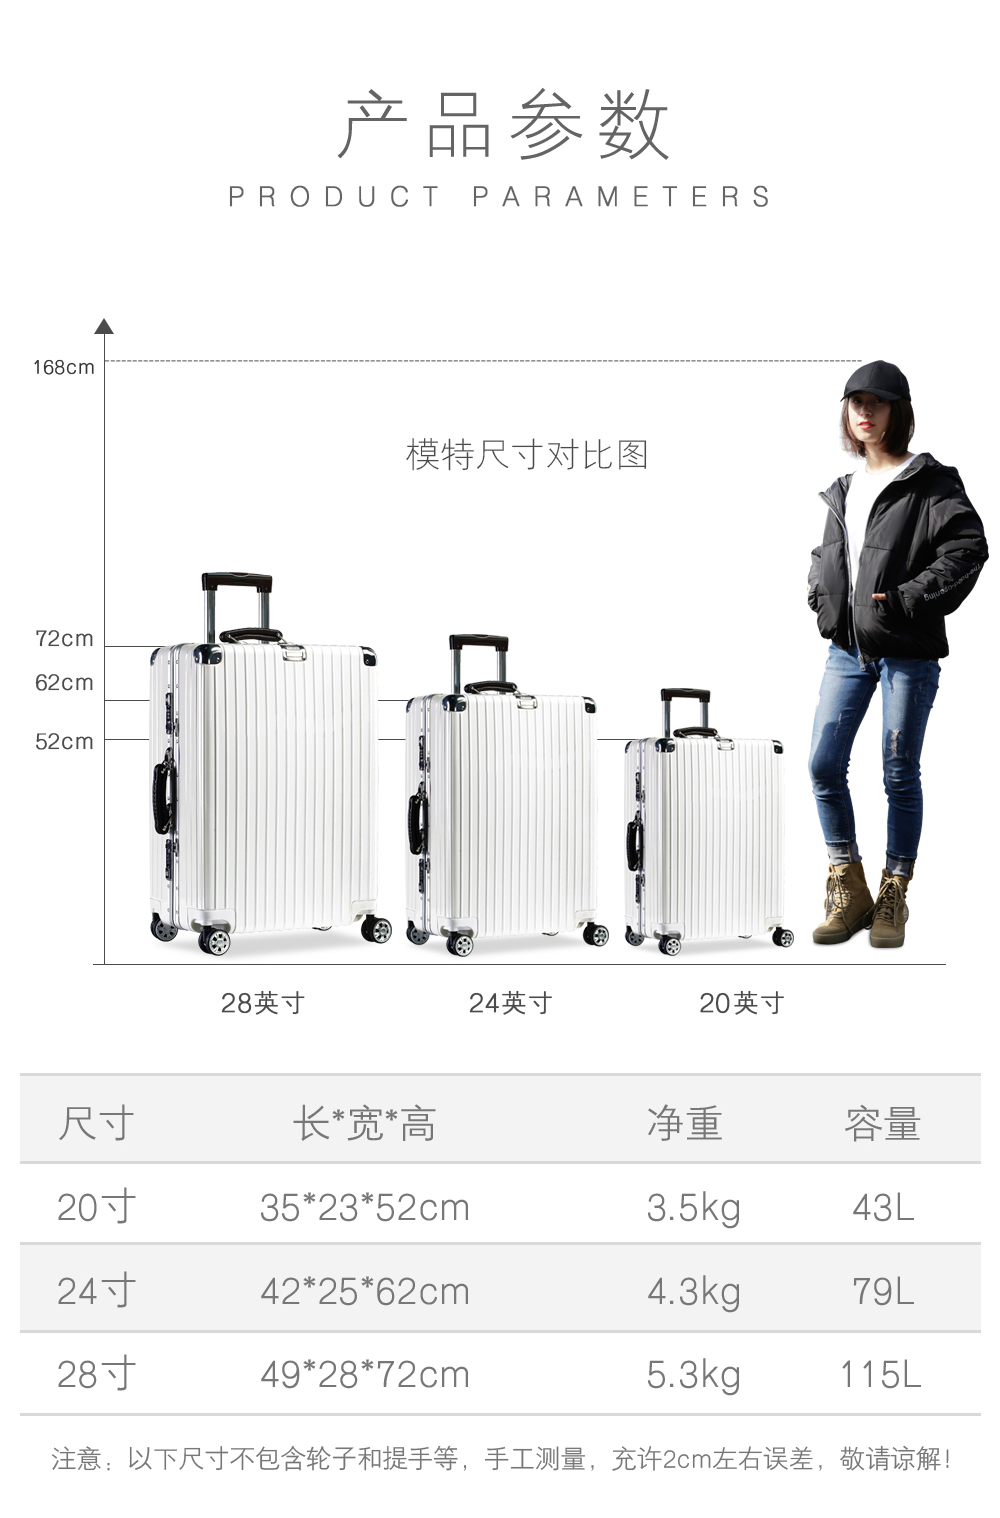 产品参数
PRODUCT PARAMETERS
168cm
模特尺寸对比图
72cm
62cm
52cm
28英寸 24英寸 20英寸
尺寸 长*宽*高 净重 容量
20寸 35*23*52cm 3.5kg 43L
24寸 42*25*62cm 4.3kg 79L
28寸 49*28*72cm 5.3kg 115L
注意：以下尺寸不包含轮子和提手等，手工测量，充许2cm左右误差，敬请谅解!